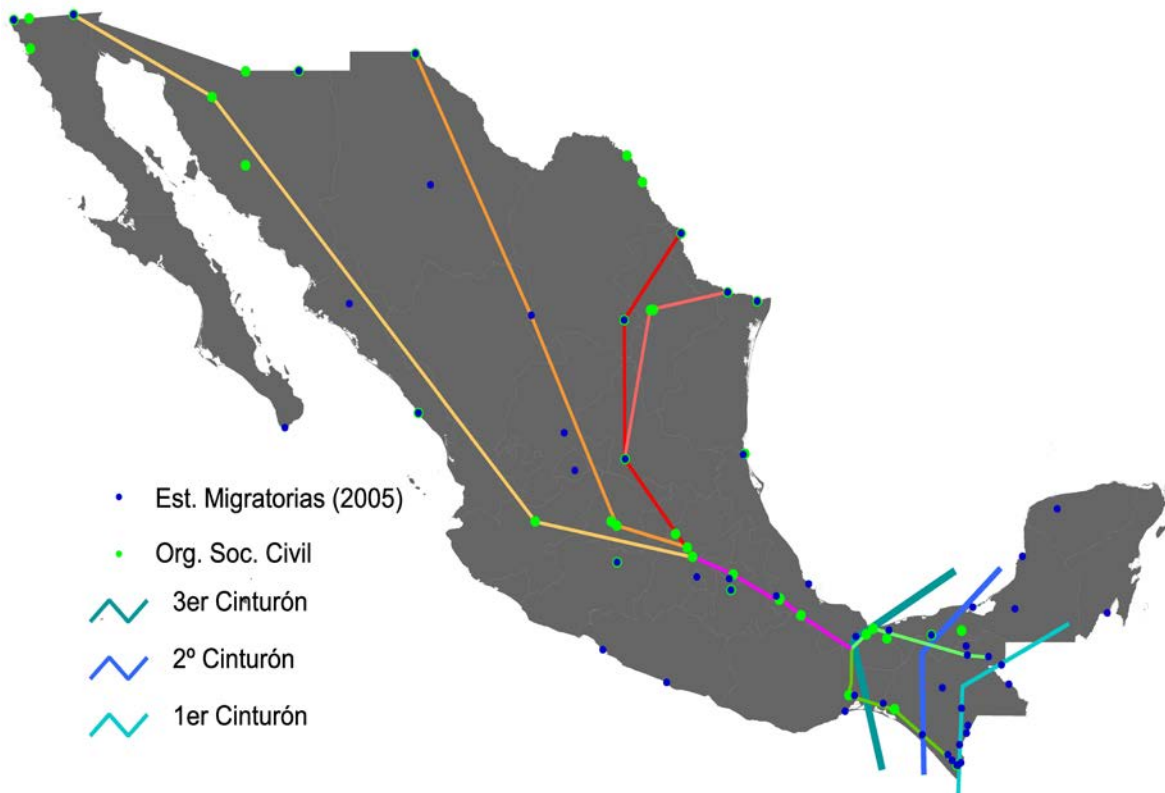 Est. Migratorias (2005)
Org. Soc. Civil
3er Cinturón
2º Cinturón
1er Cinturón